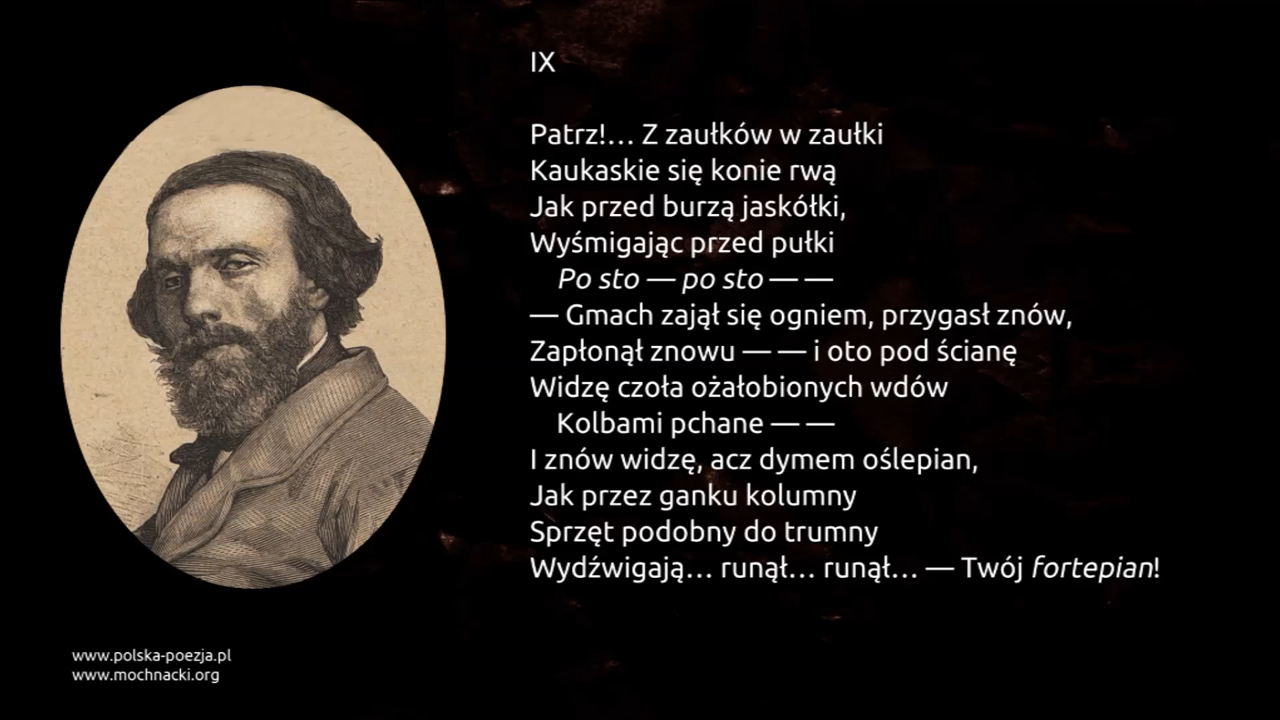 IX
Patrz!… Z zaułków w zaułki
Kaukaskie się konie rwą
Jak przed burzą jaskółki,
Wyśmigając przed pułki
Po sto — po sto — —
— Gmach zajął się ogniem, przygasł znów,
Zapłonął znowu — — i oto pod ścianę
Widzę czoła ożałobionych wdów
Kolbami pchane — —
I znów widzę, acz dymem oślepian,
Jak przez ganku kolumny
Sprzęt podobny do trumny
Wydźwigają… runął… runął… — Twój fortepian!
www.polska-poezja.pl
www.mochnacki.org